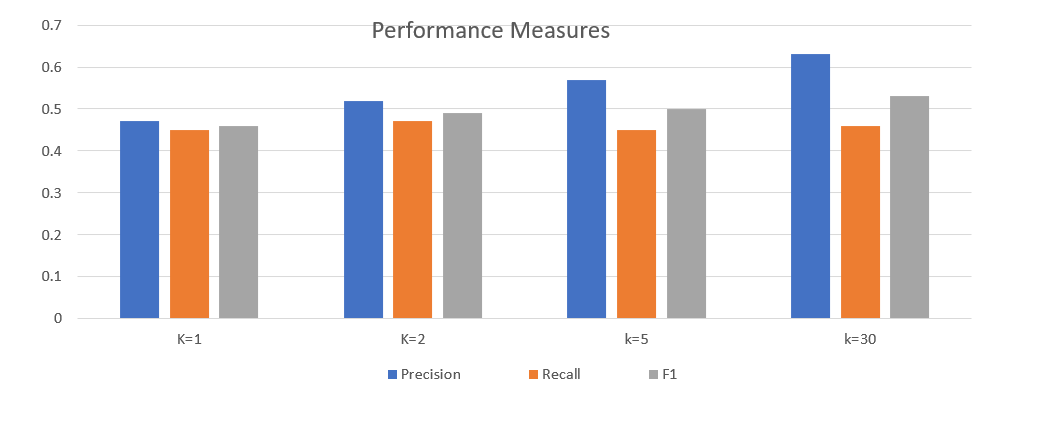 Performance Measures
0.7
0.6
0.5
0.4
0.3
0.2
0.1
0
K=1 K=2 k=5 k=30
Precision Recall F1